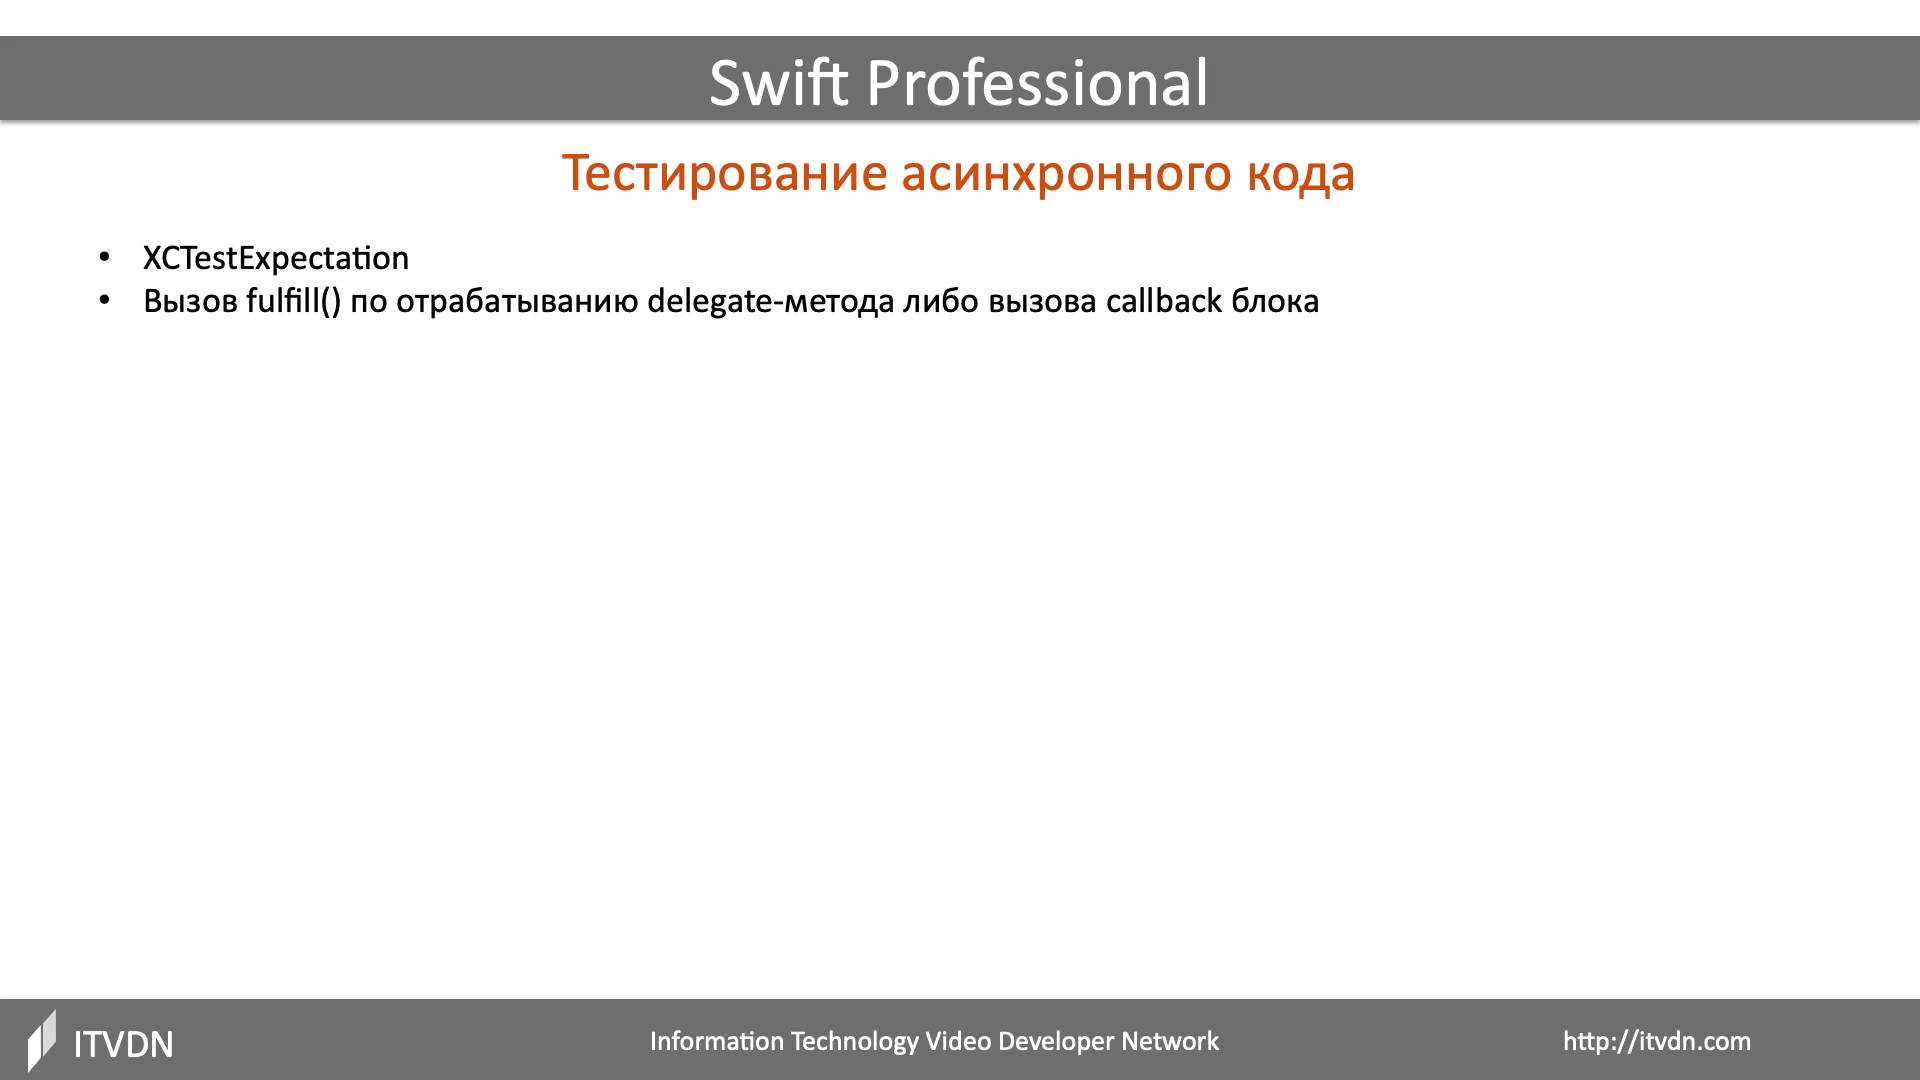 Swift Professional
Тестирование асинхронного кода
• XCTestExpectation
• Вызов fulfill() по отрабатыванию delegate-метода либо вызова callback блока
ITVDN
Information Technology Video Developer Network
http://itvdn.com